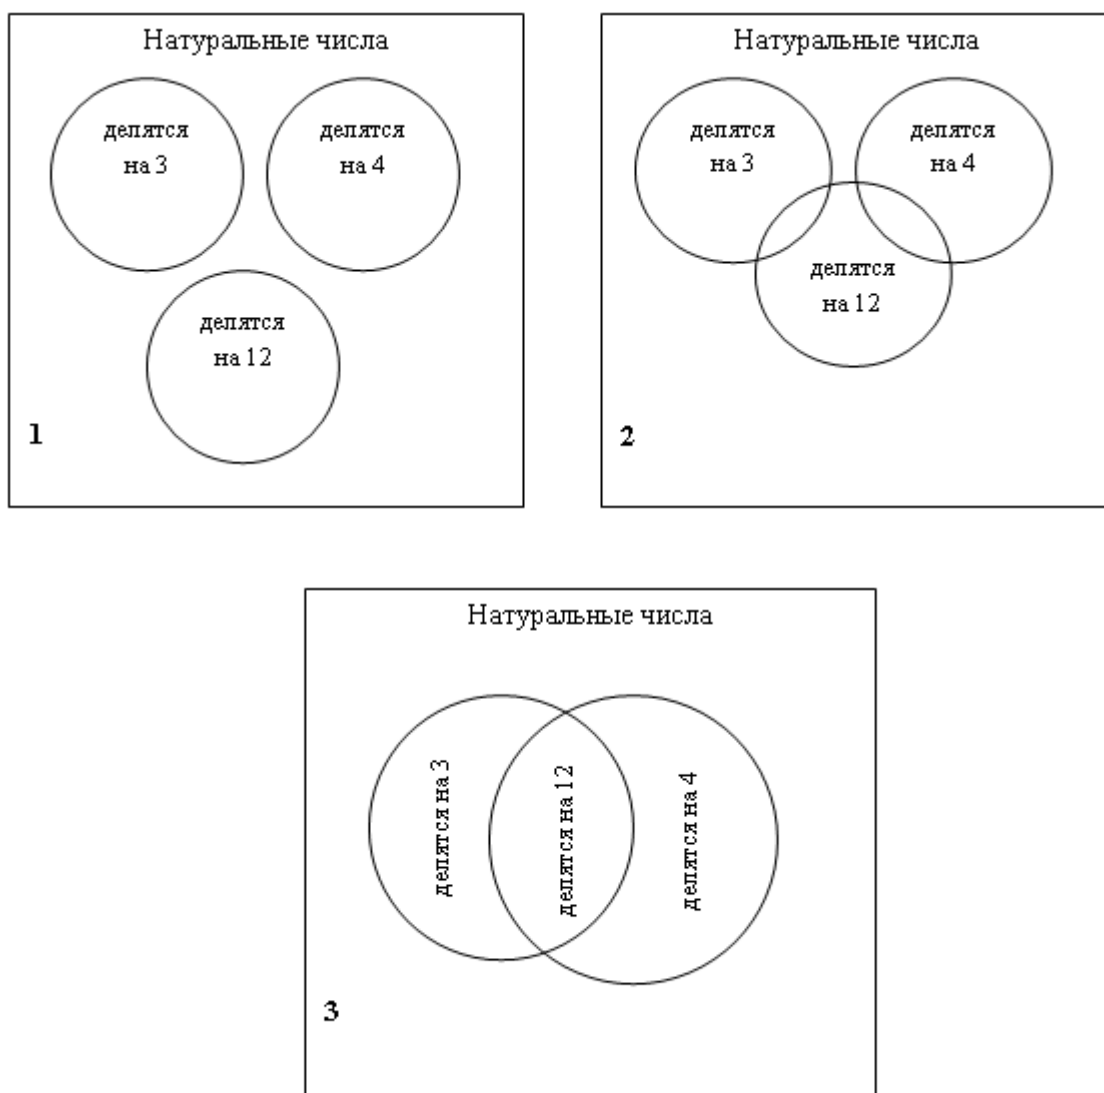 Натуральные числа
делятся
на 3
делятся
на 4
делятся
на 12
1
Натуральные числа
делятся
на 3
делятся
на 4
делятся
на 12
2
Натуральные числа
делятся на 3
делятся на 12
делятся на 4
3